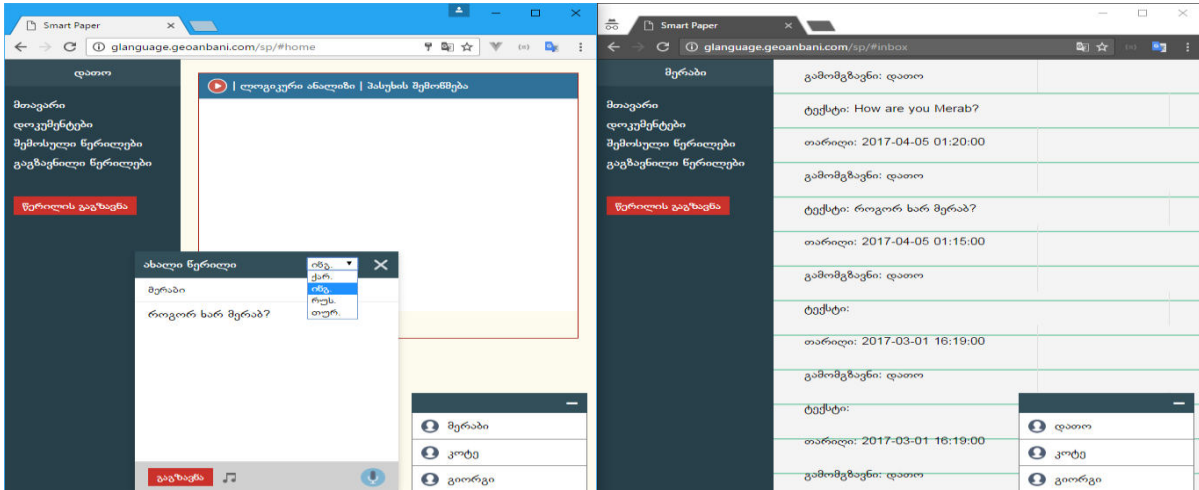 Smart Paper
glanguage.geoanbani.com/sp/#home
დათო
მთავარი
დოკუმენტები
შემოსული წერილები
გაგზავნილი წერილები
წერილის გაგზავნა
| ლოგიკური ანალიზი | პასუხის შემოწმება
ახალი წერილი
ინგ.
ქარ.
ინგ.
რუს.
თურ.
მერაბი
როგორ ხარ მერაბ?
გაგზავნა
მერაბი
კოტე
გიორგი
Smart Paper
glanguage.geoanbani.com/sp/#inbox
მერაბი
მთავარი
დოკუმენტები
შემოსული წერილები
გაგზავნილი წერილები
წერილის გაგზავნა
გამომგზავნი: დათო
ტექსტი: How are you Merab?
თარიღი: 2017-04-05 01:20:00
გამომგზავნი: დათო
ტექსტი: როგორ ხარ მერაბ?
თარიღი: 2017-04-05 01:15:00
გამომგზავნი: დათო
ტექსტი:
თარიღი: 2017-03-01 16:19:00
გამომგზავნი: დათო
ტექსტი:
თარიღი: 2017-03-01 16:19:00
გამომგზავნი: დათო
დათო
კოტე
გიორგი